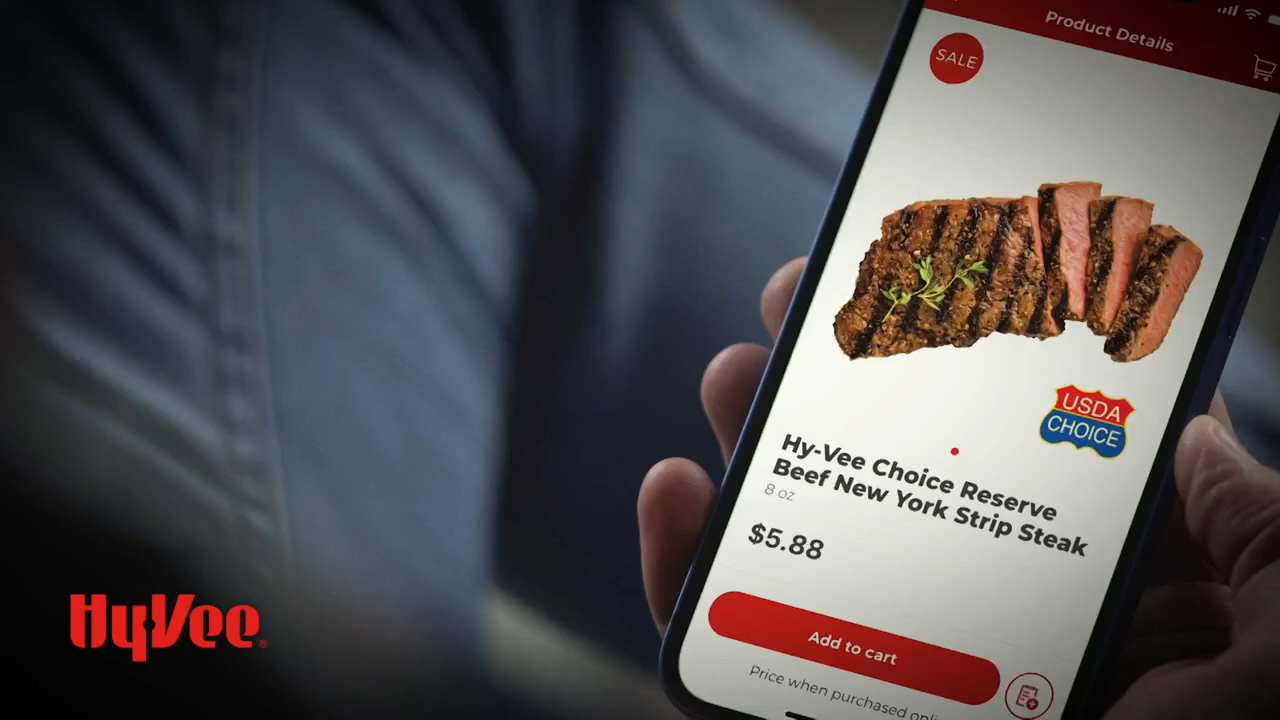 Product Details
SALE
USDA
CHOICE
Hy-Vee Choice Reserve
Beef New York Strip Steak
8 oz
$5.88
Add to cart
Price when purchased
HyVee®